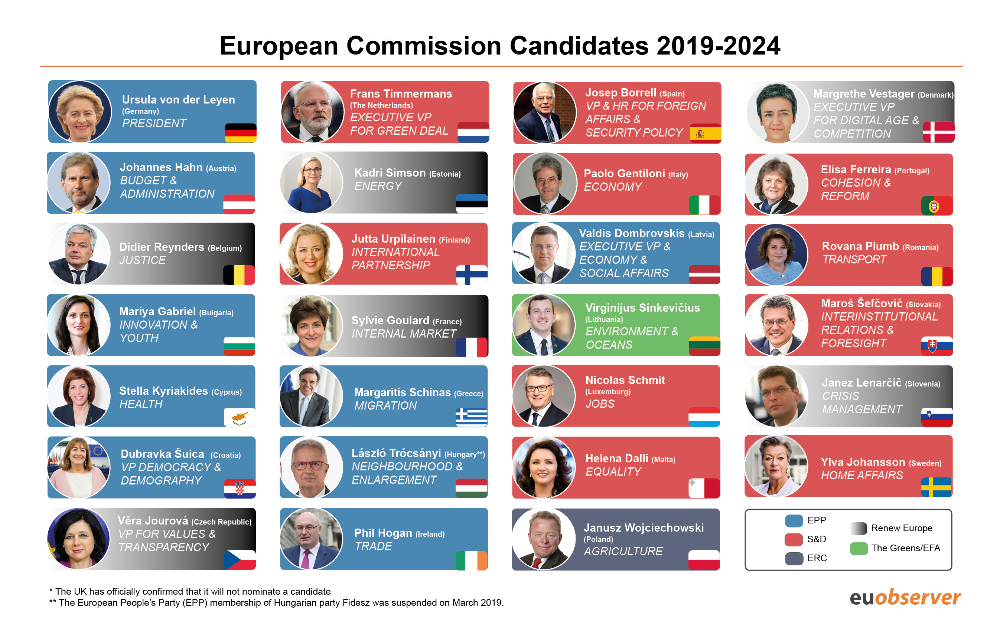 European Commission Candidates 2019-2024
Ursula von der Leyen
(Germany)
PRESIDENT
Frans Timmermans
(The Netherlands)
EXECUTIVE VP
FOR GREEN DEAL
Josep Borrell (Spain)
VP & HR FOR FOREIGN
AFFAIRS &
SECURITY POLICY
Margrethe Vestager (Denmark)
EXECUTIVE VP
FOR DIGITAL AGE &
COMPETITION
Johannes Hahn (Austria)
BUDGET &
ADMINISTRATION
Kadri Simson (Estonia)
ENERGY
Paolo Gentiloni (Italy)
ECONOMY
Elisa Ferreira (Portugal)
COHESION &
REFORM
Didier Reynders (Belgium)
JUSTICE
Jutta Urpilainen (Finland)
INTERNATIONAL
PARTNERSHIP
Valdis Dombrovskis (Latvia)
EXECUTIVE VP &
ECONOMY &
SOCIAL AFFAIRS
Rovana Plumb (Romania)
TRANSPORT
Mariya Gabriel (Bulgaria)
INNOVATION &
YOUTH
Sylvie Goulard (France)
INTERNAL MARKET
Virginijus Sinkevičius
(Lithuania)
ENVIRONMENT &
OCEANS
Maroš Šefčovič (Slovakia)
INTERINSTITUTIONAL
RELATIONS &
FORESIGHT
Stella Kyriakides (Cyprus)
HEALTH
Margaritis Schinas (Greece)
MIGRATION
Nicolas Schmit
(Luxemburg)
JOBS
Janez Lenarčič (Slovenia)
CRISIS
MANAGEMENT
Dubravka Šuica (Croatia)
VP DEMOCRACY &
DEMOGRAPHY
László Trócsányi (Hungary**)
NEIGHBOURHOOD &
ENLARGEMENT
Helena Dalli (Malta)
EQUALITY
Ylva Johansson (Sweden)
HOME AFFAIRS
Věra Jourová (Czech Republic)
VP FOR VALUES &
TRANSPARENCY
Phil Hogan (Ireland)
TRADE
Janusz Wojciechowski
(Poland)
AGRICULTURE
EPP
S&D
ERC
Renew Europe
The Greens/EFA
* The UK has officially confirmed that it will not nominate a candidate
** The European People's Party (EPP) membership of Hungarian party Fidesz was suspended on March 2019.
euobserver